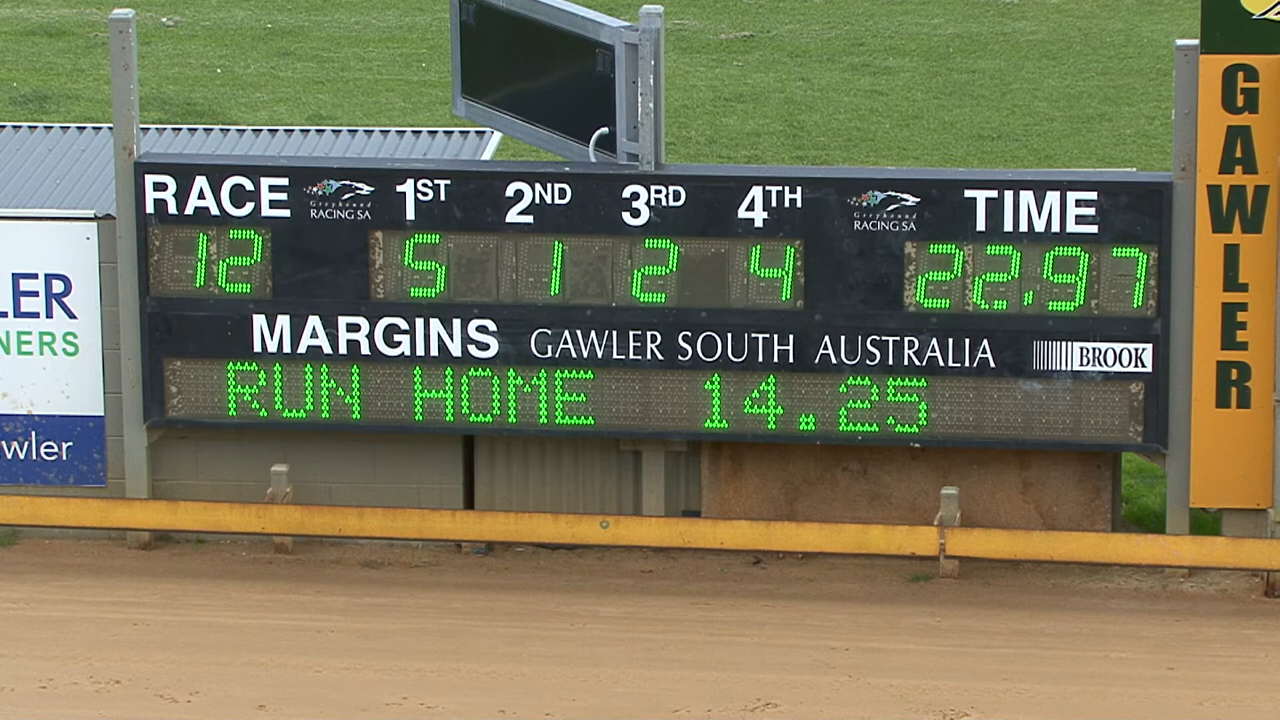 RACE Greyhound RACING SA 1ST 2ND 3RD 4TH Greyhound RACING SA TIME
12 5 1 2 4 22.97
MARGINS GAWLER SOUTH AUSTRALIA BROOK
RUN HOME 14.25
LER
NERS
wler
GAWLER